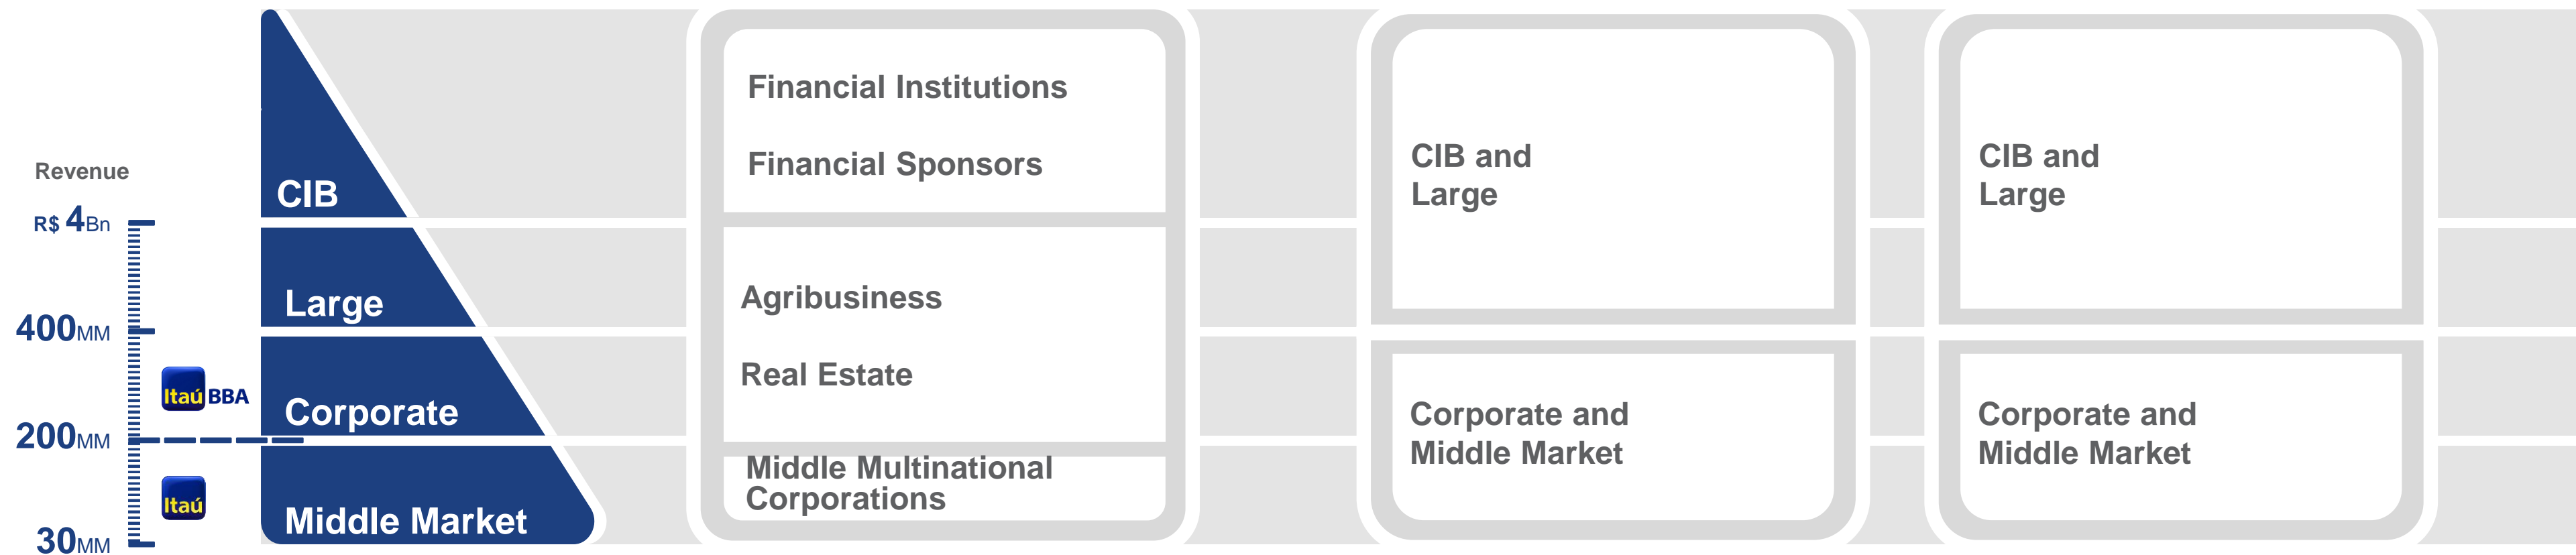 Revenue
R$ 4Bn
400MM
200MM
30MM
Itaú BBA
Itaú
CIB
Large
Corporate
Middle Market
Financial Institutions
Financial Sponsors
Agribusiness
Real Estate
Middle Multinational
Corporations
CIB and
Large
Corporate and
Middle Market
CIB and
Large
Corporate and
Middle Market